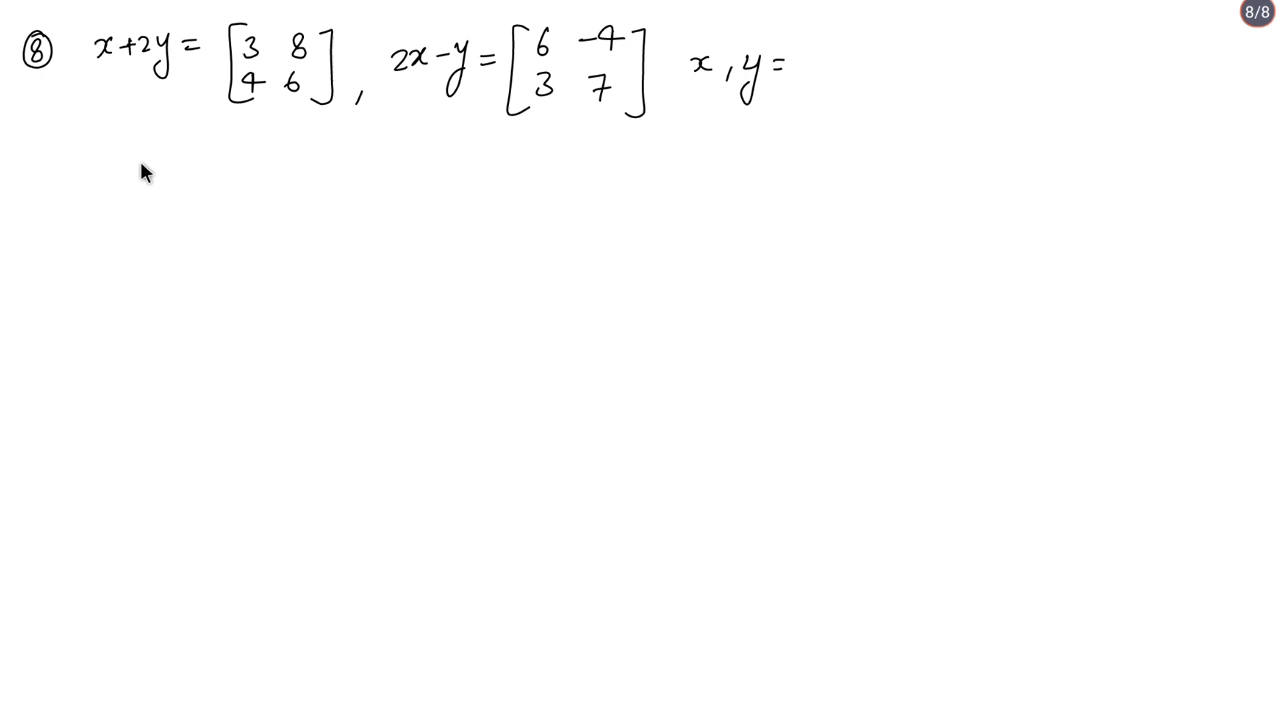 8/8
⑧ x+2y = [3 8
4 6], 2x-y = [6 -4
3 7] x, y =